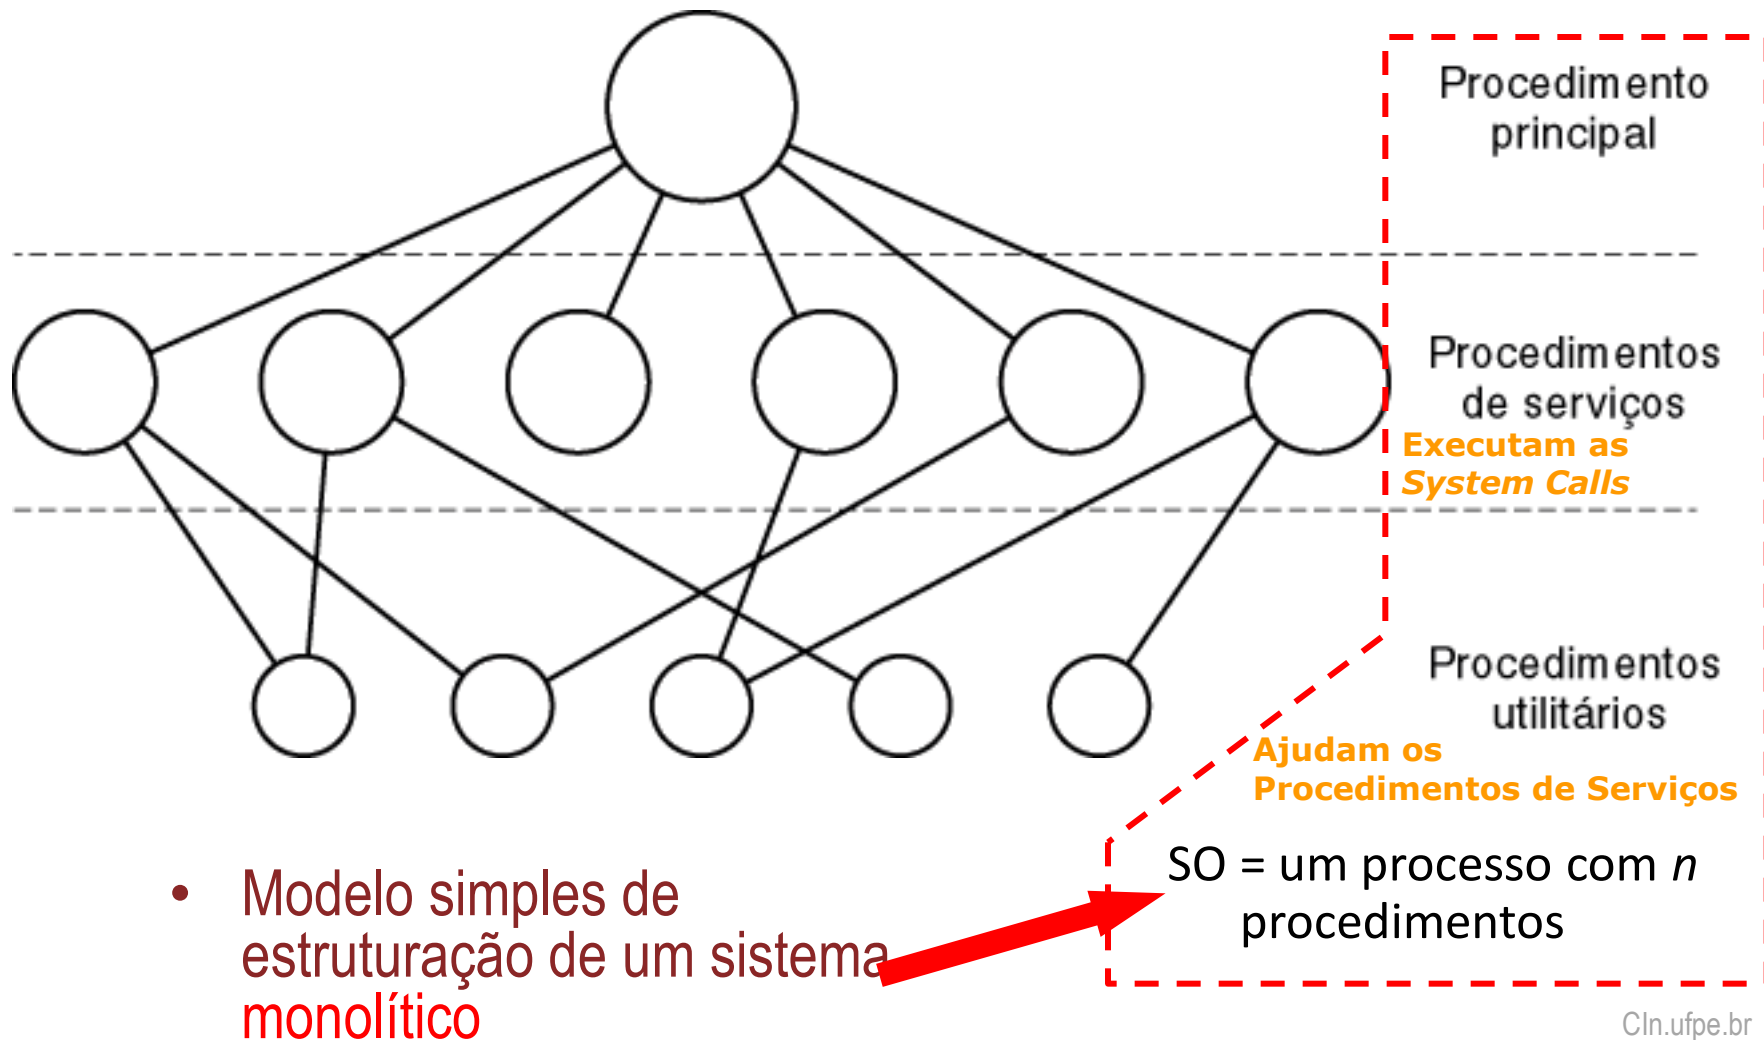 Procedimento
principal
Procedimentos
de serviços
Executam as
System Calls
Procedimentos
utilitários
Ajudam os
Procedimentos de Serviços
SO = um processo com n
procedimentos
• Modelo simples de
estruturação de um sistema
monolítico
CIn.ufpe.br